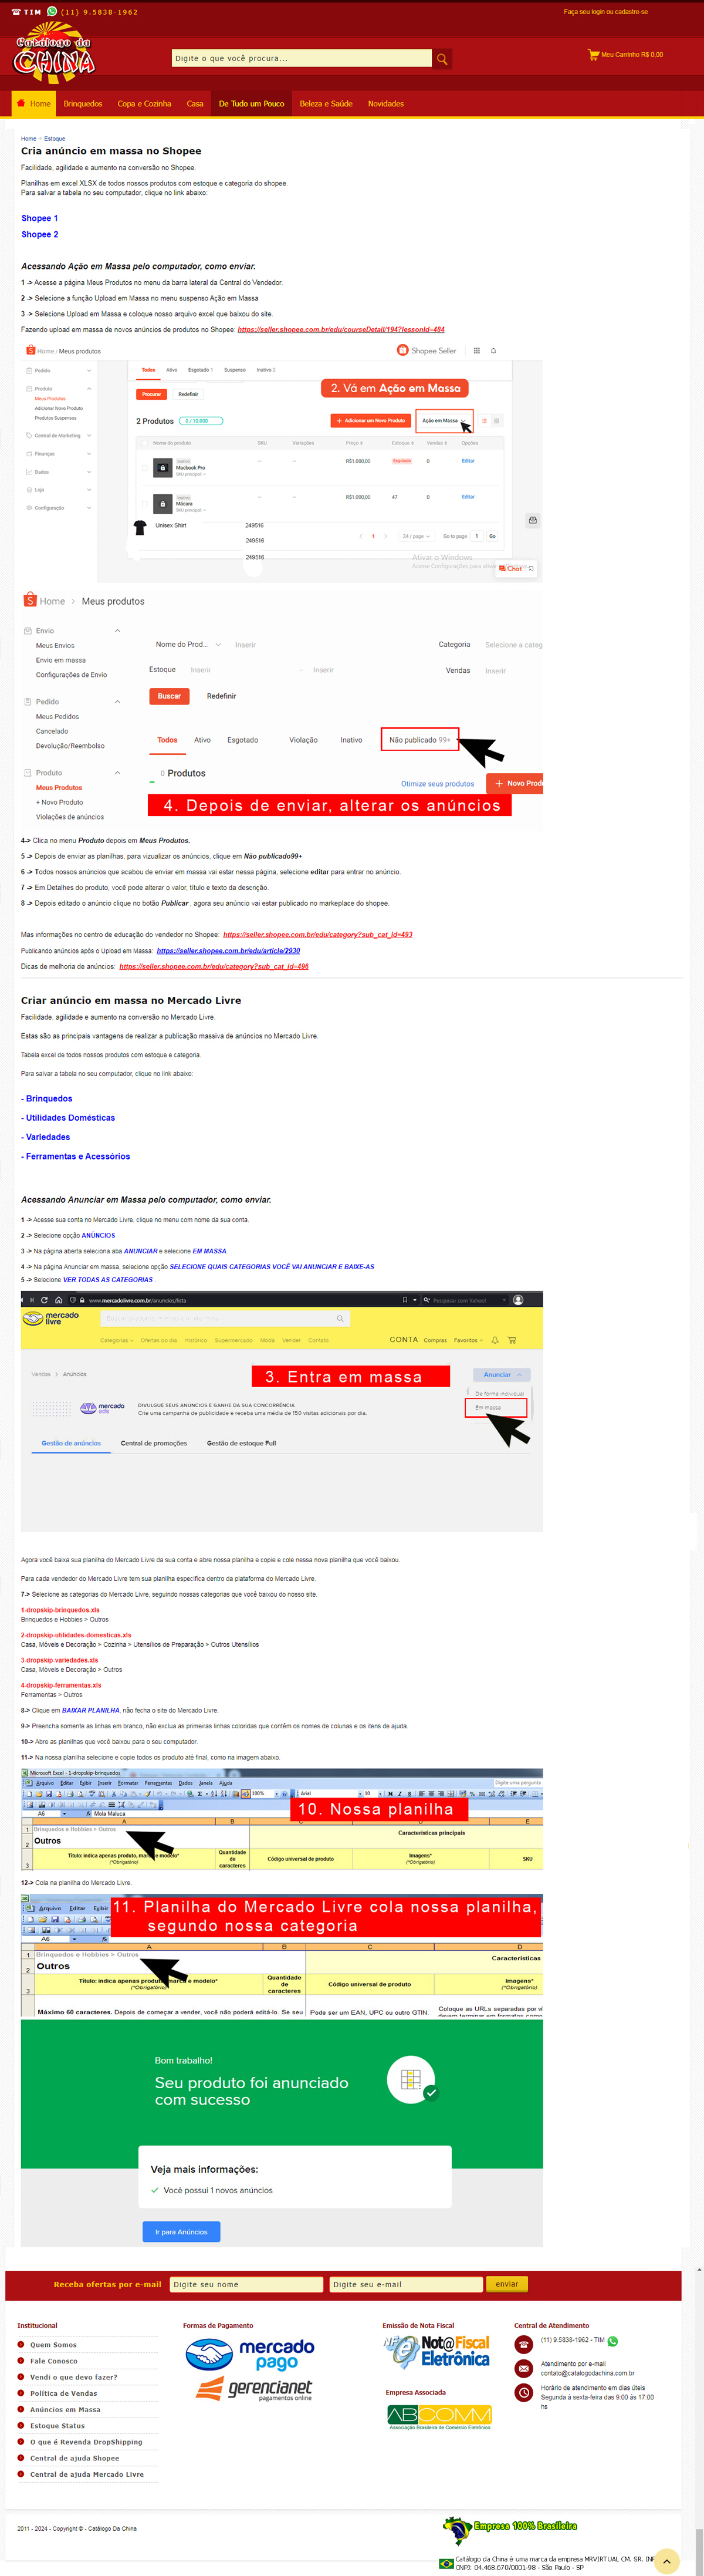 TIM (11) 9.5838-1962
Faça seu login ou cadastre-se
Catálogo da
CHINA
Digite o que você procura...
Meu Carrinho R$ 0,00
Home Brinquedos Copa e Cozinha Casa De Tudo um Pouco Beleza e Saúde Novidades
Home Estoque
Cria anúncio em massa no Shopee
Facilidade, agilidade e aumento na conversão no Shopee.
Planilhas em excel XLSX de todos nossos produtos com estoque e categoria do shopee.
Para salvar a tabela no seu computador, clique no link abaixo:
Shopee 1
Shopee 2
Acessando Ação em Massa pelo computador, como enviar.
1 -> Acesse a página Meus Produtos no menu da barra lateral da Central do Vendedor.
2 -> Selecione a função Upload em Massa no menu suspenso Ação em Massa
3 -> Selecione Upload em Massa e coloque nosso arquivo excel que baixou do site.
Fazendo upload em massa de novos anúncios de produtos no Shopee: https://seller.shopee.com.br/edu/courseDetail/194?lessonId=484
Home / Meus produtos
Shopee Seller
Pedido
Produto
Meus Produtos
Adicionar Novo Produto
Produtos Suspensos
Central de Marketing
Finanças
Dados
Loja
Configuração
Todos Ativo Esgotado 1 Suspenso Inativo 2
2. Vá em Ação em Massa
Procurar Redefinir
2 Produtos 0 / 10.000
+ Adicionar um Novo Produto Ação em Massa
Nome do produto SKU Variações Preço Estoque Vendas Opções
Inativo
Macbook Pro
SKU principal: --
-- -- R$1.000,00 Esgotado 0 Editar
Inativo
Mácara
SKU principal: --
-- -- R$1.000,00 47 0 Editar
Unisex Shirt 249516
249516
249516
1 24 / page Go to page 1 Go
Ativar o Windows
Chat
Home > Meus produtos
Envio
Meus Envios
Envio em massa
Configurações de Envio
Pedido
Meus Pedidos
Cancelado
Devolução/Reembolso
Produto
Meus Produtos
+ Novo Produto
Violações de anúncios
Nome do Prod... Inserir Categoria Selecione a categ
Estoque Inserir - Inserir Vendas Inserir
Buscar Redefinir
Todos Ativo Esgotado Violação Inativo Não publicado 99+
0 Produtos
Otimize seus produtos + Novo Prod
4. Depois de enviar, alterar os anúncios
4-> Clica no menu Produto depois em Meus Produtos.
5 -> Depois de enviar as planilhas, para vizualizar os anúncios, clique em Não publicado99+
6 -> Todos nossos anúncios que acabou de enviar em massa vai estar nessa página, selecione editar para entrar no anúncio.
7 -> Em Detalhes do produto, você pode alterar o valor, título e texto da descrição.
8 -> Depois editado o anúncio clique no botão Publicar , agora seu anúncio vai estar publicado no markeplace do shopee.
Mas informações no centro de educação do vendedor no Shopee: https://seller.shopee.com.br/edu/category?sub_cat_id=493
Publicando anúncios após o Upload em Massa: https://seller.shopee.com.br/edu/article/2930
Dicas de melhoria de anúncios: https://seller.shopee.com.br/edu/category?sub_cat_id=496
Criar anúncio em massa no Mercado Livre
Facilidade, agilidade e aumento na conversão no Mercado Livre.
Estas são as principais vantagens de realizar a publicação massiva de anúncios no Mercado Livre.
Tabela excel de todos nossos produtos com estoque e categoria.
Para salvar a tabela no seu computador, clique no link abaixo:
- Brinquedos
- Utilidades Domésticas
- Variedades
- Ferramentas e Acessórios
Acessando Anunciar em Massa pelo computador, como enviar.
1 -> Acesse sua conta no Mercado Livre, clique no menu com nome da sua conta.
2 -> Selecione opção ANÚNCIOS
3 -> Na página aberta seleciona aba ANUNCIAR e selecione EM MASSA.
4 -> Na página Anunciar em massa, selecione opção SELECIONE QUAIS CATEGORIAS VOCÊ VAI ANUNCIAR E BAIXE-AS
5 -> Selecione VER TODAS AS CATEGORIAS .
www.mercadolivre.com.br/anuncios/lista Pesquisar com Yahoo!
mercado
livre
Categorias Ofertas do dia Histórico Supermercado Moda Vender Contato
CONTA Compras Favoritos
Vendas > Anúncios
3. Entra em massa
Anunciar
De forma individual
Em massa
mercado
ads
DIVULGUE SEUS ANÚNCIOS E GANHE DA SUA CONCORRÊNCIA
Crie uma campanha de publicidade e receba uma média de 150 visitas adicionais por dia.
Gestão de anúncios Central de promoções Gestão de estoque Full
Agora você baixa sua planilha do Mercado Livre da sua conta e abre nossa planilha e copie e cole nessa nova planilha que você baixou.
Para cada vendedor do Mercado Livre tem sua planilha específica dentro da plataforma do Mercado Livre.
7-> Selecione as categorias do Mercado Livre, seguindo nossas categorias que você baixou do nosso site.
1-dropskip-brinquedos.xls
Brinquedos e Hobbies > Outros
2-dropskip-utilidades-domesticas.xls
Casa, Móveis e Decoração > Cozinha > Utensílios de Preparação > Outros Utensílios
3-dropskip-variedades.xls
Casa, Móveis e Decoração > Outros
4-dropskip-ferramentas.xls
Ferramentas > Outros
8-> Clique em BAIXAR PLANILHA, não fecha o site do Mercado Livre.
9-> Preencha somente as linhas em branco, não exclua as primeiras linhas coloridas que contêm os nomes de colunas e os itens de ajuda.
10-> Abre as planilhas que você baixou para o seu computador.
11-> Na nossa planilha selecione e copie todos os produto até final, como na imagem abaixo.
Microsoft Excel - 1-dropskip-brinquedos
Arquivo Editar Exibir Inserir Formatar Ferramentas Dados Janela Ajuda
Digite uma pergunta
100% Arial 10
10. Nossa planilha
A6 Mola Maluca
A B C D E
1 Brinquedos e Hobbies > Outros Características principais
2 Outros
3 Título: indica apenas produto, marca e modelo* (*Obrigatório) Quantidade de caracteres Código universal de produto Imagens* (*Obrigatório) SKU
12-> Cola na planilha do Mercado Livre.
Arquivo Editar Exibir
11. Planilha do Mercado Livre cola nossa planilha,
segundo nossa categoria
A6
A B C D
1 Brinquedos e Hobbies > Outros Características
2 Outros
3 Título: indica apenas produto, marca e modelo* (*Obrigatório) Quantidade de caracteres Código universal de produto Imagens* (*Obrigatório)
Máximo 60 caracteres. Depois de começar a vender, você não poderá editá-lo. Se seu Pode ser um EAN, UPC ou outro GTIN. Coloque as URLs separadas por ví
devem terminar em formatos como
Bom trabalho!
Seu produto foi anunciado
com sucesso
Veja mais informações:
Você possui 1 novos anúncios
Ir para Anúncios
Receba ofertas por e-mail Digite seu nome Digite seu e-mail enviar
Institucional
Quem Somos
Fale Conosco
Vendi o que devo fazer?
Política de Vendas
Anúncios em Massa
Estoque Status
O que é Revenda DropShipping
Central de ajuda Shopee
Central de ajuda Mercado Livre
Formas de Pagamento
mercado
pago
gerencianet
pagamentos online
Emissão de Nota Fiscal
NFe Not@Fiscal
Eletrônica
Empresa Associada
ABCOMM
Associação Brasileira de Comércio Eletrônico
Central de Atendimento
(11) 9.5838-1962 - TIM
Atendimento por e-mail
contato@catalogodachina.com.br
Horário de atendimento em dias úteis
Segunda à sexta-feira das 9:00 às 17:00
hs
2011 - 2024 - Copyright © - Catálogo Da China
Empresa 100% Brasileira
Catálogo da China é uma marca da empresa MRVIRTUAL CM. SR. INF
CNPJ: 04.468.670/0001-98 - São Paulo - SP